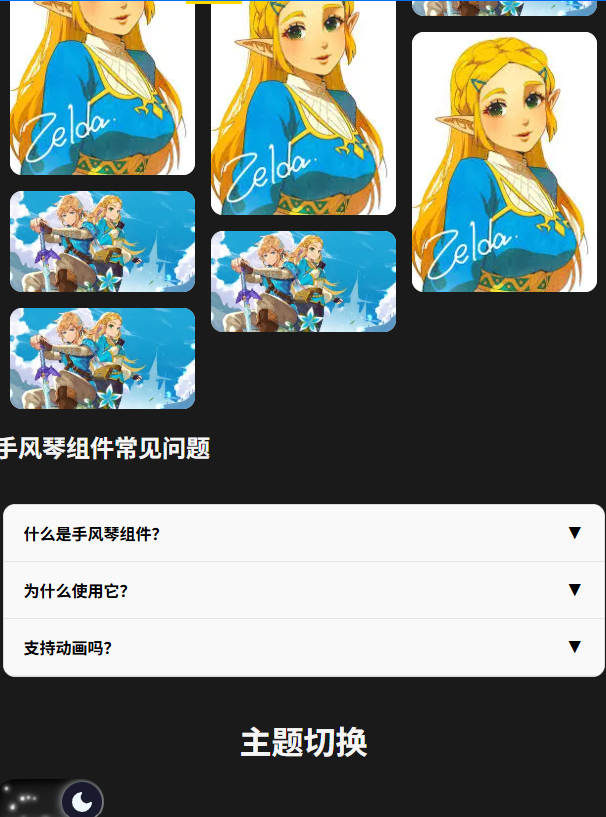 Zelda.
Zelda.
Zelda.
手风琴组件常见问题
什么是手风琴组件？
▼
为什么使用它？
▼
支持动画吗？
▼
主题切换